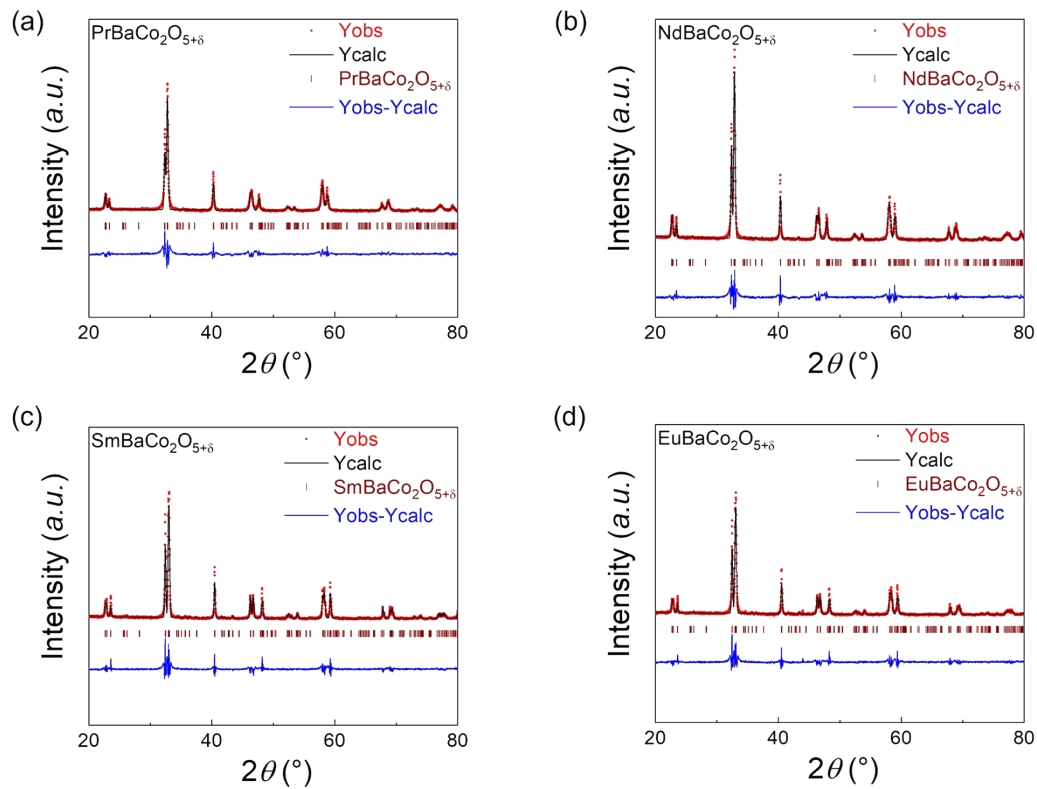 (a)
PrBaCo₂O₅₊δ
Yobs
Ycalc
PrBaCo₂O₅₊δ
Yobs-Ycalc
Intensity (a.u.)
20 40 60 80
2θ (°)
(b)
NdBaCo₂O₅₊δ
Yobs
Ycalc
NdBaCo₂O₅₊δ
Yobs-Ycalc
Intensity (a.u.)
20 40 60 80
2θ (°)
(c)
SmBaCo₂O₅₊δ
Yobs
Ycalc
SmBaCo₂O₅₊δ
Yobs-Ycalc
Intensity (a.u.)
20 40 60 80
2θ (°)
(d)
EuBaCo₂O₅₊δ
Yobs
Ycalc
EuBaCo₂O₅₊δ
Yobs-Ycalc
Intensity (a.u.)
20 40 60 80
2θ (°)